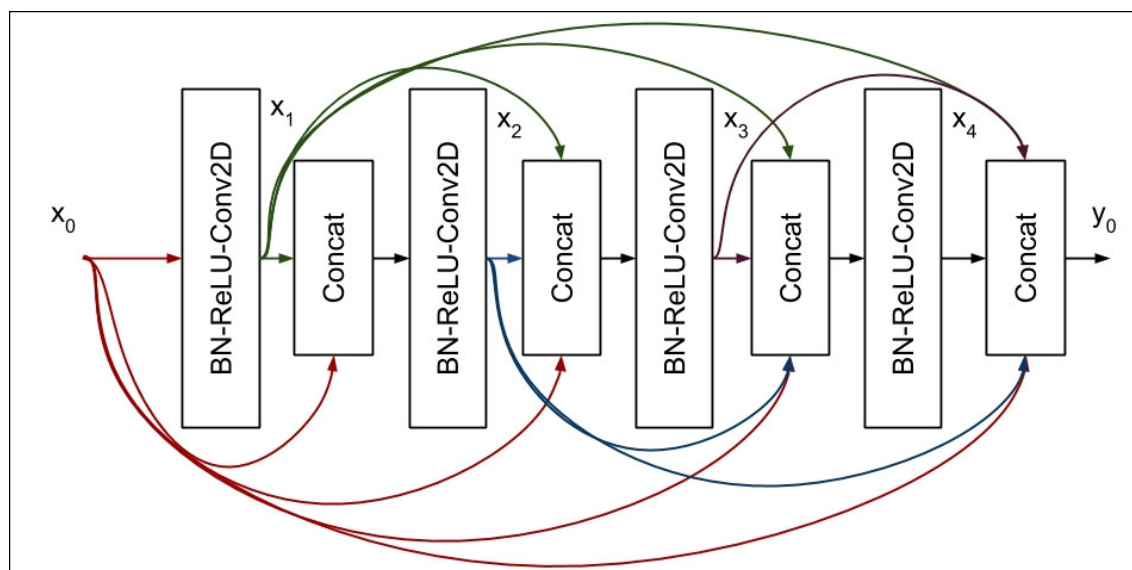 x0
BN-ReLU-Conv2D
x1
Concat
BN-ReLU-Conv2D
x2
Concat
BN-ReLU-Conv2D
x3
Concat
BN-ReLU-Conv2D
x4
Concat
y0